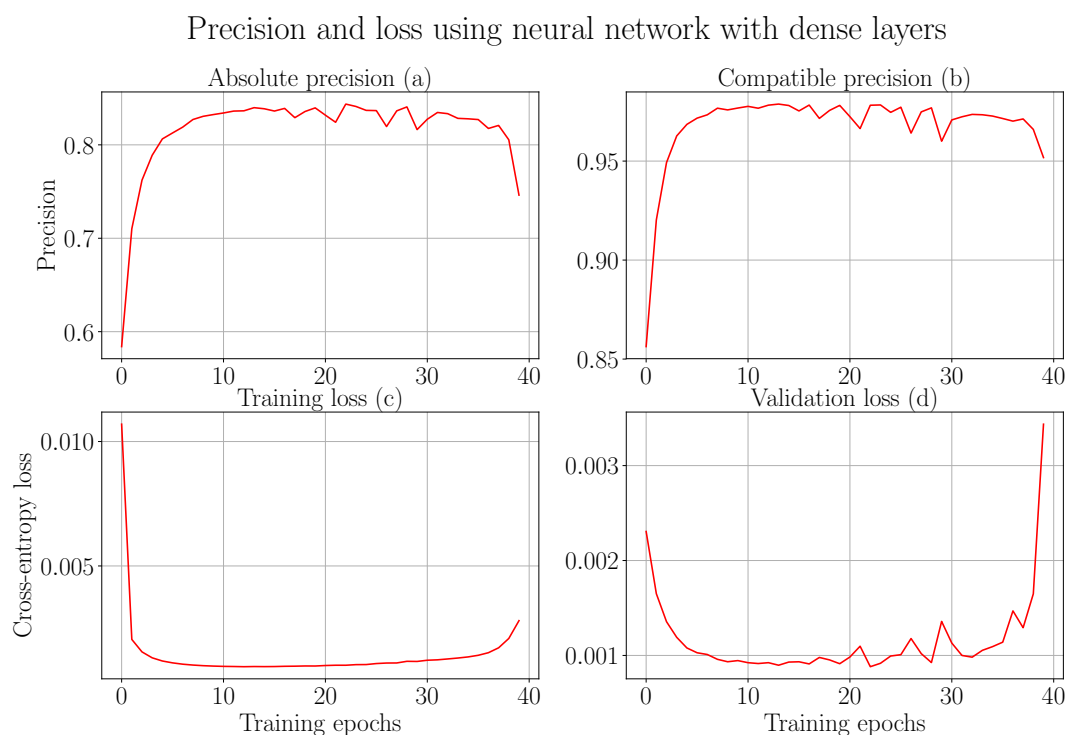 Precision and loss using neural network with dense layers
Absolute precision (a)
Compatible precision (b)
Precision
0.8
0.7
0.6
0.95
0.90
0.85
0 10 20 30 40
0 10 20 30 40
Training loss (c)
Validation loss (d)
Cross-entropy loss
0.010
0.005
0.003
0.002
0.001
0 10 20 30 40
0 10 20 30 40
Training epochs
Training epochs